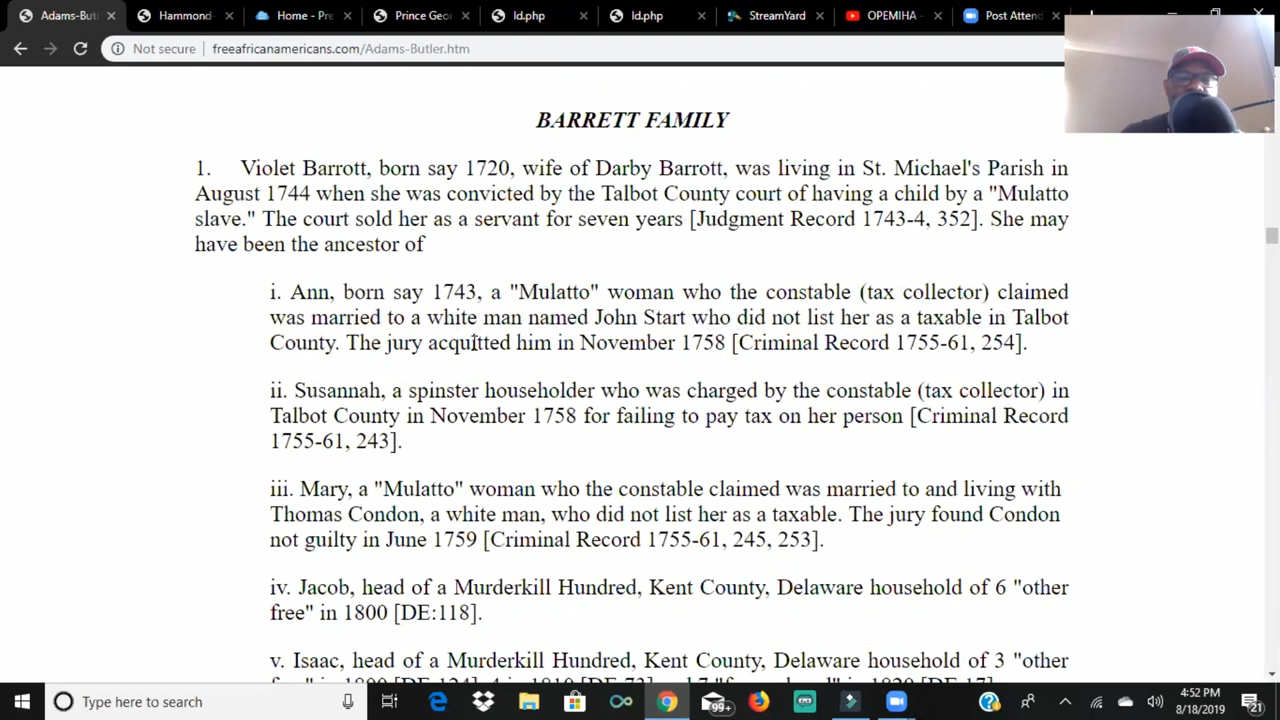 Adams-But
Hammond
Home - Pre
Prince Geor
ld.php
ld.php
StreamYard
OPEMIHA -
Post Attend
Not secure | freeafricanamericans.com/Adams-Butler.htm
BARRETT FAMILY
1. Violet Barrott, born say 1720, wife of Darby Barrott, was living in St. Michael's Parish in
August 1744 when she was convicted by the Talbot County court of having a child by a "Mulatto
slave." The court sold her as a servant for seven years [Judgment Record 1743-4, 352]. She may
have been the ancestor of
i. Ann, born say 1743, a "Mulatto" woman who the constable (tax collector) claimed
was married to a white man named John Start who did not list her as a taxable in Talbot
County. The jury acquitted him in November 1758 [Criminal Record 1755-61, 254].
ii. Susannah, a spinster householder who was charged by the constable (tax collector) in
Talbot County in November 1758 for failing to pay tax on her person [Criminal Record
1755-61, 243].
iii. Mary, a "Mulatto" woman who the constable claimed was married to and living with
Thomas Condon, a white man, who did not list her as a taxable. The jury found Condon
not guilty in June 1759 [Criminal Record 1755-61, 245, 253].
iv. Jacob, head of a Murderkill Hundred, Kent County, Delaware household of 6 "other
free" in 1800 [DE:118].
v. Isaac, head of a Murderkill Hundred, Kent County, Delaware household of 3 "other
Type here to search
99+
4:52 PM
8/18/2019
21